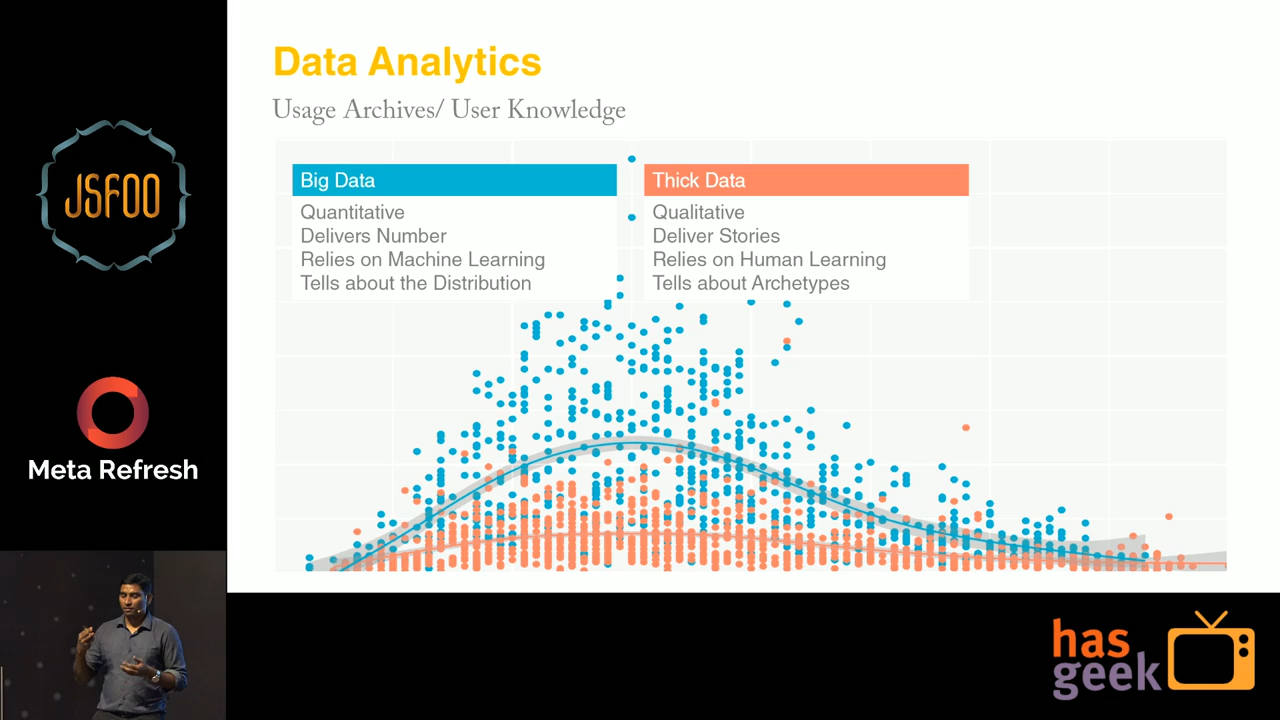 Data Analytics
Usage Archives/ User Knowledge
Big Data
Quantitative
Delivers Number
Relies on Machine Learning
Tells about the Distribution
Thick Data
Qualitative
Deliver Stories
Relies on Human Learning
Tells about Archetypes
JSFOO
Meta Refresh
has
geek